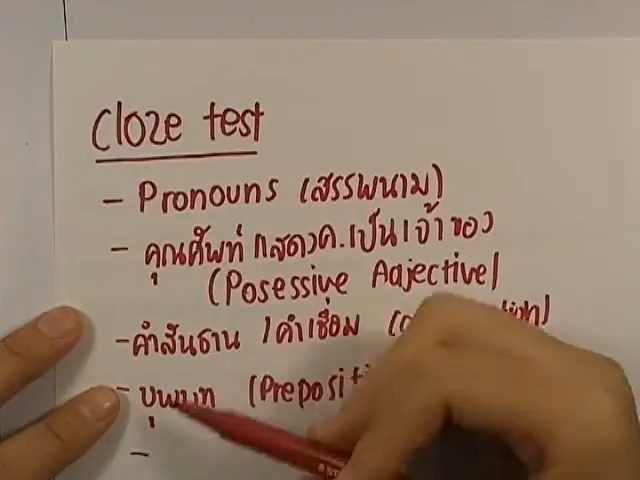 Cloze test
- Pronouns (สรรพนาม)
- คุณศัพท์แสดงค.เป็นเจ้าของ
(Posessive Adjective)
- คำสันธาน / คำเชื่อม
- บุพบท
-